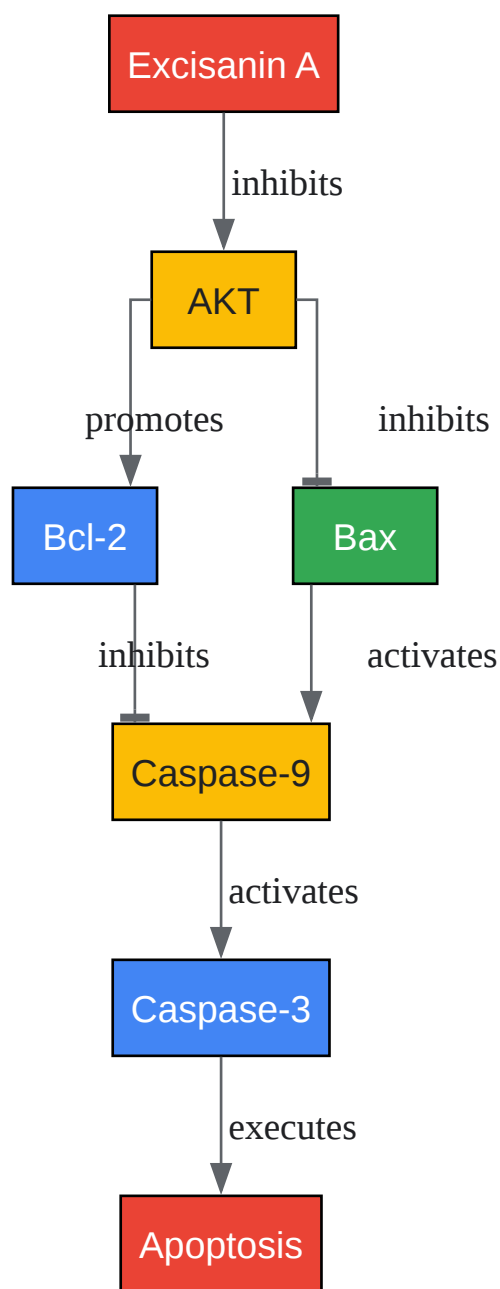 Excisanin A
inhibits
AKT
promotes
inhibits
Bcl-2
Bax
inhibits
activates
Caspase-9
activates
Caspase-3
executes
Apoptosis